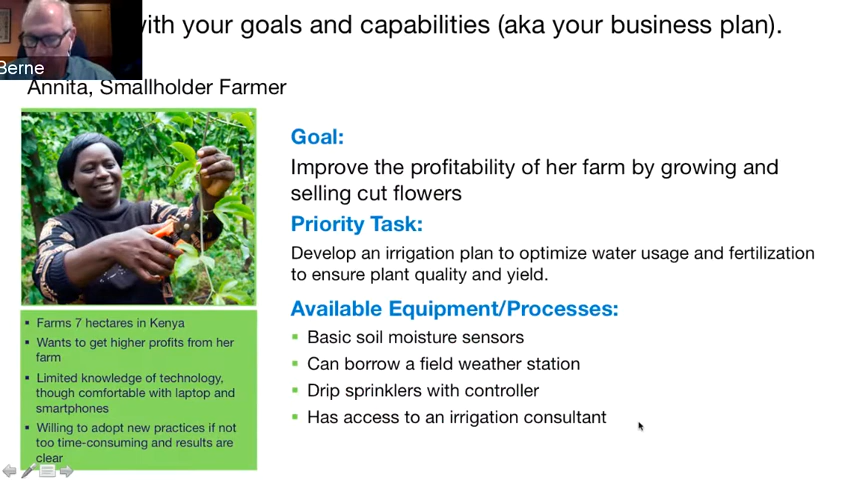 with your goals and capabilities (aka your business plan).
Berne
Annita, Smallholder Farmer
Goal:
Improve the profitability of her farm by growing and
selling cut flowers
Priority Task:
Develop an irrigation plan to optimize water usage and fertilization
to ensure plant quality and yield.
Available Equipment/Processes:
▪ Basic soil moisture sensors
▪ Can borrow a field weather station
▪ Drip sprinklers with controller
▪ Has access to an irrigation consultant
▪ Farms 7 hectares in Kenya
▪ Wants to get higher profits from her
farm
▪ Limited knowledge of technology,
though comfortable with laptop and
smartphones
▪ Willing to adopt new practices if not
too time-consuming and results are
clear